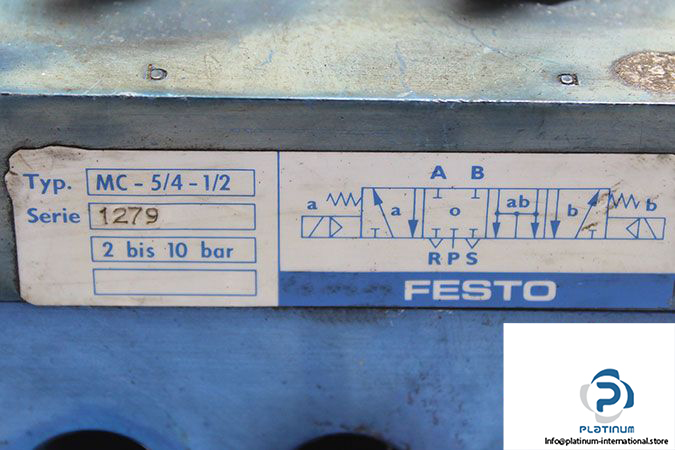 b a
Typ. MC - 5/4 - 1/2
Serie 1279
2 bis 10 bar
A B
a a o ab b b
R P S
FESTO
PLATINUM
Info@platinum-international.store